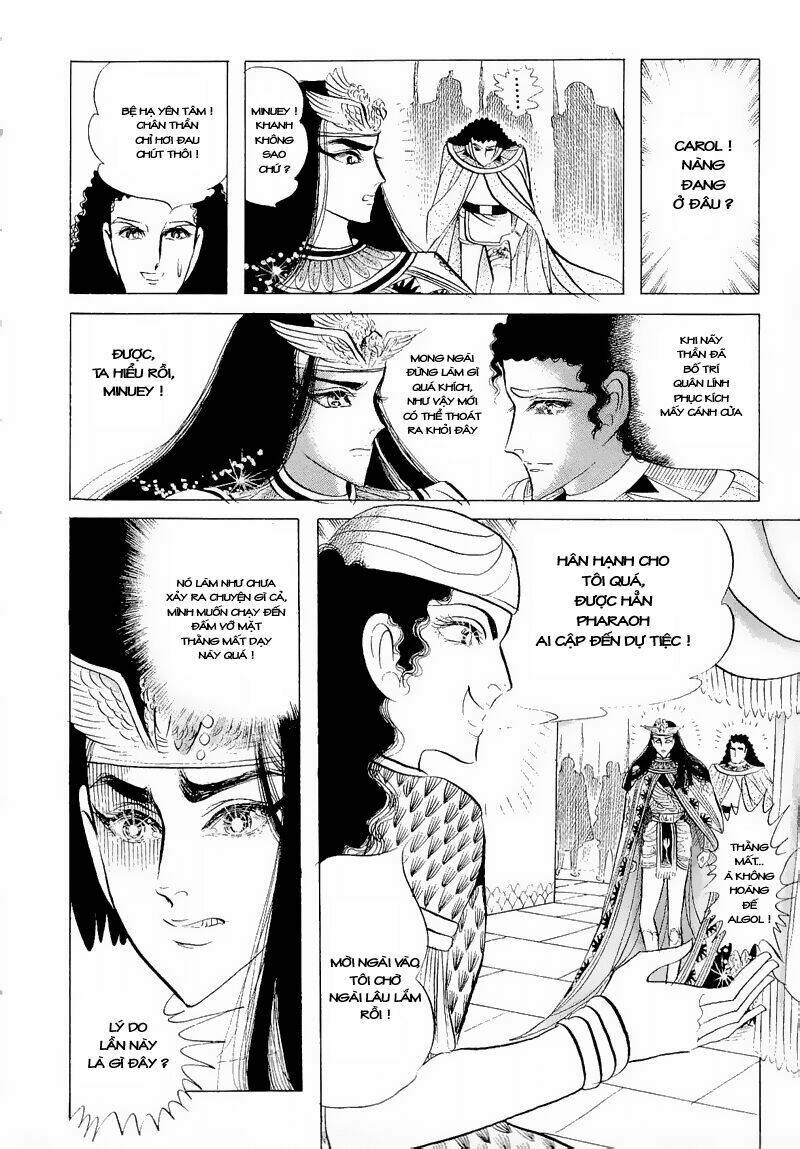 CAROL !
NÀNG
ĐANG
Ở ĐÂU ?
MINUEY !
KHANH
KHÔNG
SAO
CHỨ ?
BỆ HẠ YÊN TÂM !
CHÂN THẦN
CHỈ HƠI ĐAU
CHÚT THÔI !
KHI NÃY
THẦN ĐÃ
BỐ TRÍ
QUÂN LÍNH
PHỤC KÍCH
MẤY CÁNH CỬA
MONG NGÀI
ĐỪNG LÀM GÌ
QUÁ KHÍCH,
NHƯ VẬY MỚI
CÓ THỂ THOÁT
RA KHỎI ĐÂY
ĐƯỢC,
TA HIỂU RỒI,
MINUEY !
HÂN HẠNH CHO
TÔI QUÁ,
ĐƯỢC HẲN
PHARAOH
AI CẬP ĐẾN DỰ TIỆC !
THẰNG
MẤT...
Á KHÔNG
HOÀNG
ĐẾ
ALGOL !
MỜI NGÀI VÀO,
TÔI CHỜ
NGÀI LÂU LẮM
RỒI !
NÓ LÀM NHƯ CHƯA
XẢY RA CHUYỆN GÌ CẢ,
MÌNH MUỐN CHẠY ĐẾN
ĐẤM VỠ MẶT
THẰNG MẤT DẠY
NÀY QUÁ !
LÝ DO
LẦN NÀY
LÀ GÌ ĐÂY ?